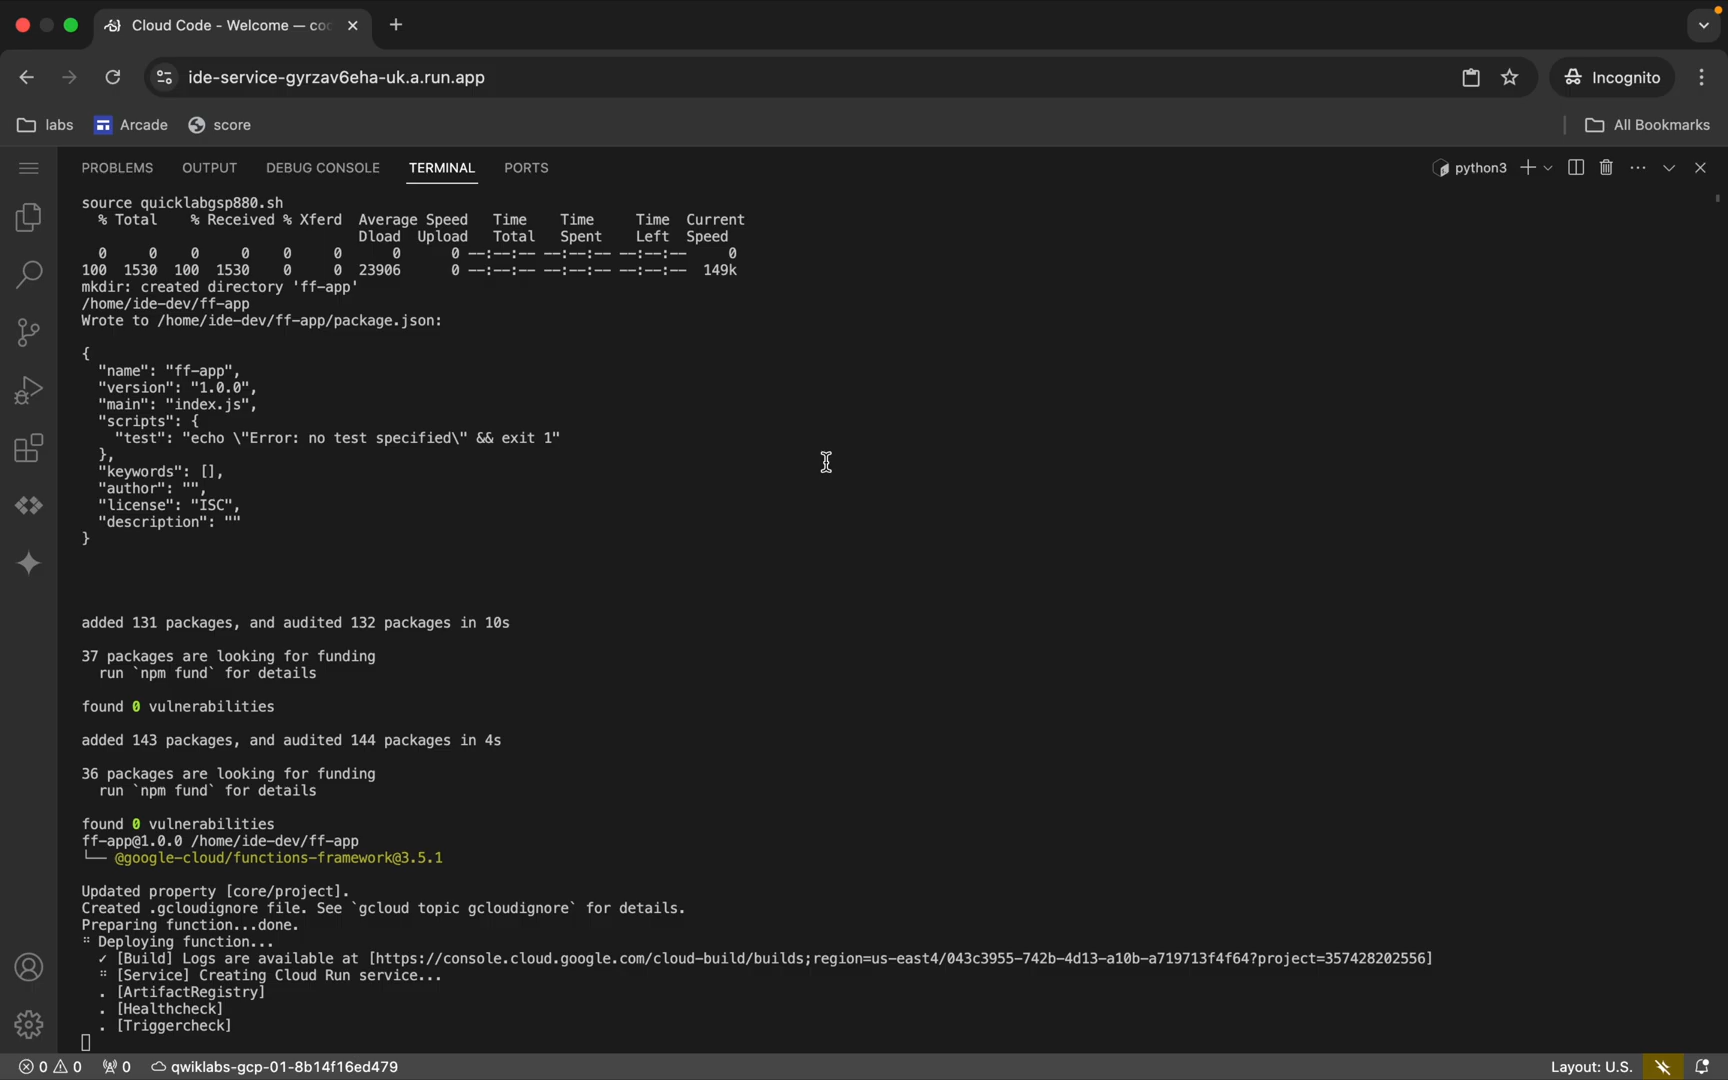 Cloud Code - Welcome — co
ide-service-gyrzav6eha-uk.a.run.app
Incognito
labs
Arcade
score
All Bookmarks
PROBLEMS
OUTPUT
DEBUG CONSOLE
TERMINAL
PORTS
python3
source quicklabgsp880.sh
% Total % Received % Xferd Average Speed Time Time Time Current
Dload Upload Total Spent Left Speed
0 0 0 0 0 0 0 0 --:--:-- --:--:-- --:--:-- 0
100 1530 100 1530 0 0 23906 0 --:--:-- --:--:-- --:--:-- 149k
mkdir: created directory 'ff-app'
/home/ide-dev/ff-app
Wrote to /home/ide-dev/ff-app/package.json:
{
"name": "ff-app",
"version": "1.0.0",
"main": "index.js",
"scripts": {
"test": "echo \"Error: no test specified\" && exit 1"
},
"keywords": [],
"author": "",
"license": "ISC",
"description": ""
}
added 131 packages, and audited 132 packages in 10s
37 packages are looking for funding
run `npm fund` for details
found 0 vulnerabilities
added 143 packages, and audited 144 packages in 4s
36 packages are looking for funding
run `npm fund` for details
found 0 vulnerabilities
ff-app@1.0.0 /home/ide-dev/ff-app
└── @google-cloud/functions-framework@3.5.1
Updated property [core/project].
Created .gcloudignore file. See `gcloud topic gcloudignore` for details.
Preparing function...done.
⠛ Deploying function...
✓ [Build] Logs are available at [https://console.cloud.google.com/cloud-build/builds;region=us-east4/043c3955-742b-4d13-a10b-a719713f4f64?project=357428202556]
⠛ [Service] Creating Cloud Run service...
. [ArtifactRegistry]
. [Healthcheck]
. [Triggercheck]
0 0
0
qwiklabs-gcp-01-8b14f16ed479
Layout: U.S.